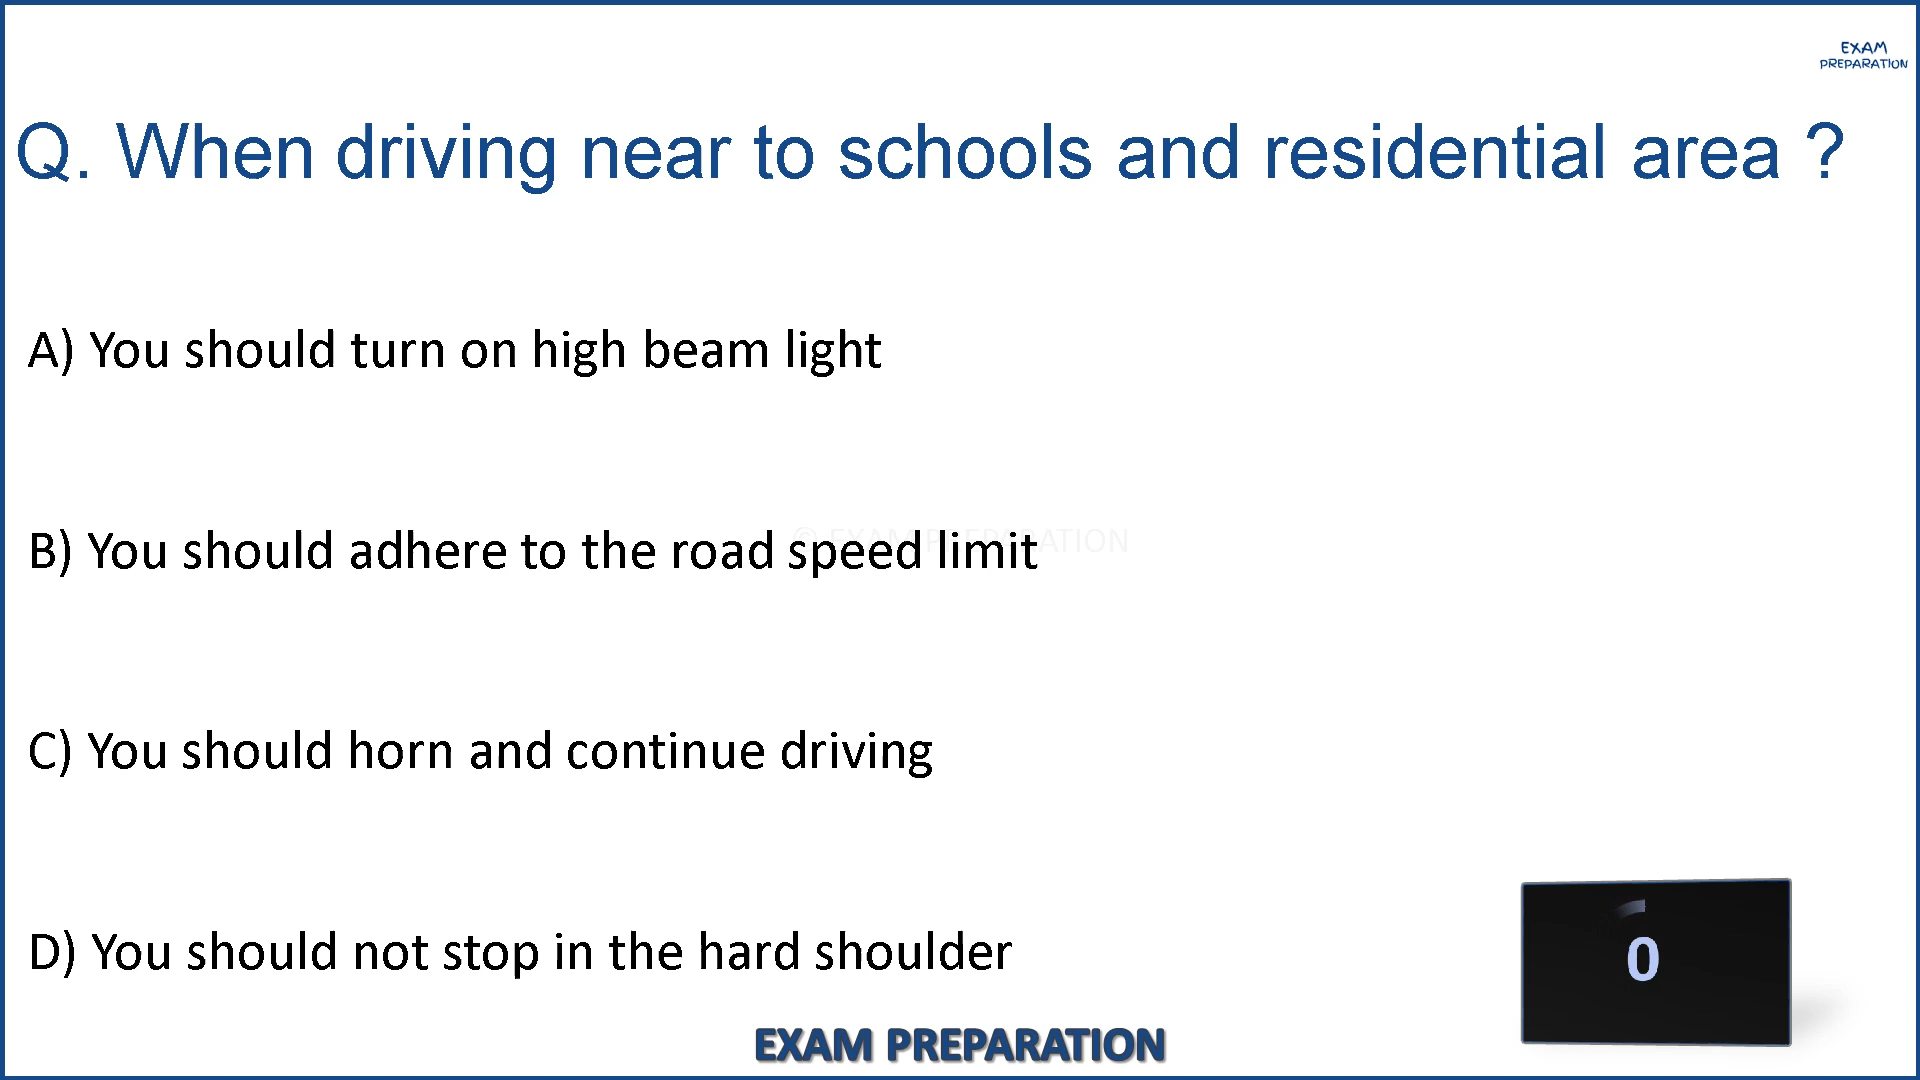 EXAM
PREPARATION
Q. When driving near to schools and residential area ?
A) You should turn on high beam light
B) You should adhere to the road speed limit
© EXAM PREPARATION
C) You should horn and continue driving
D) You should not stop in the hard shoulder
0
EXAM PREPARATION